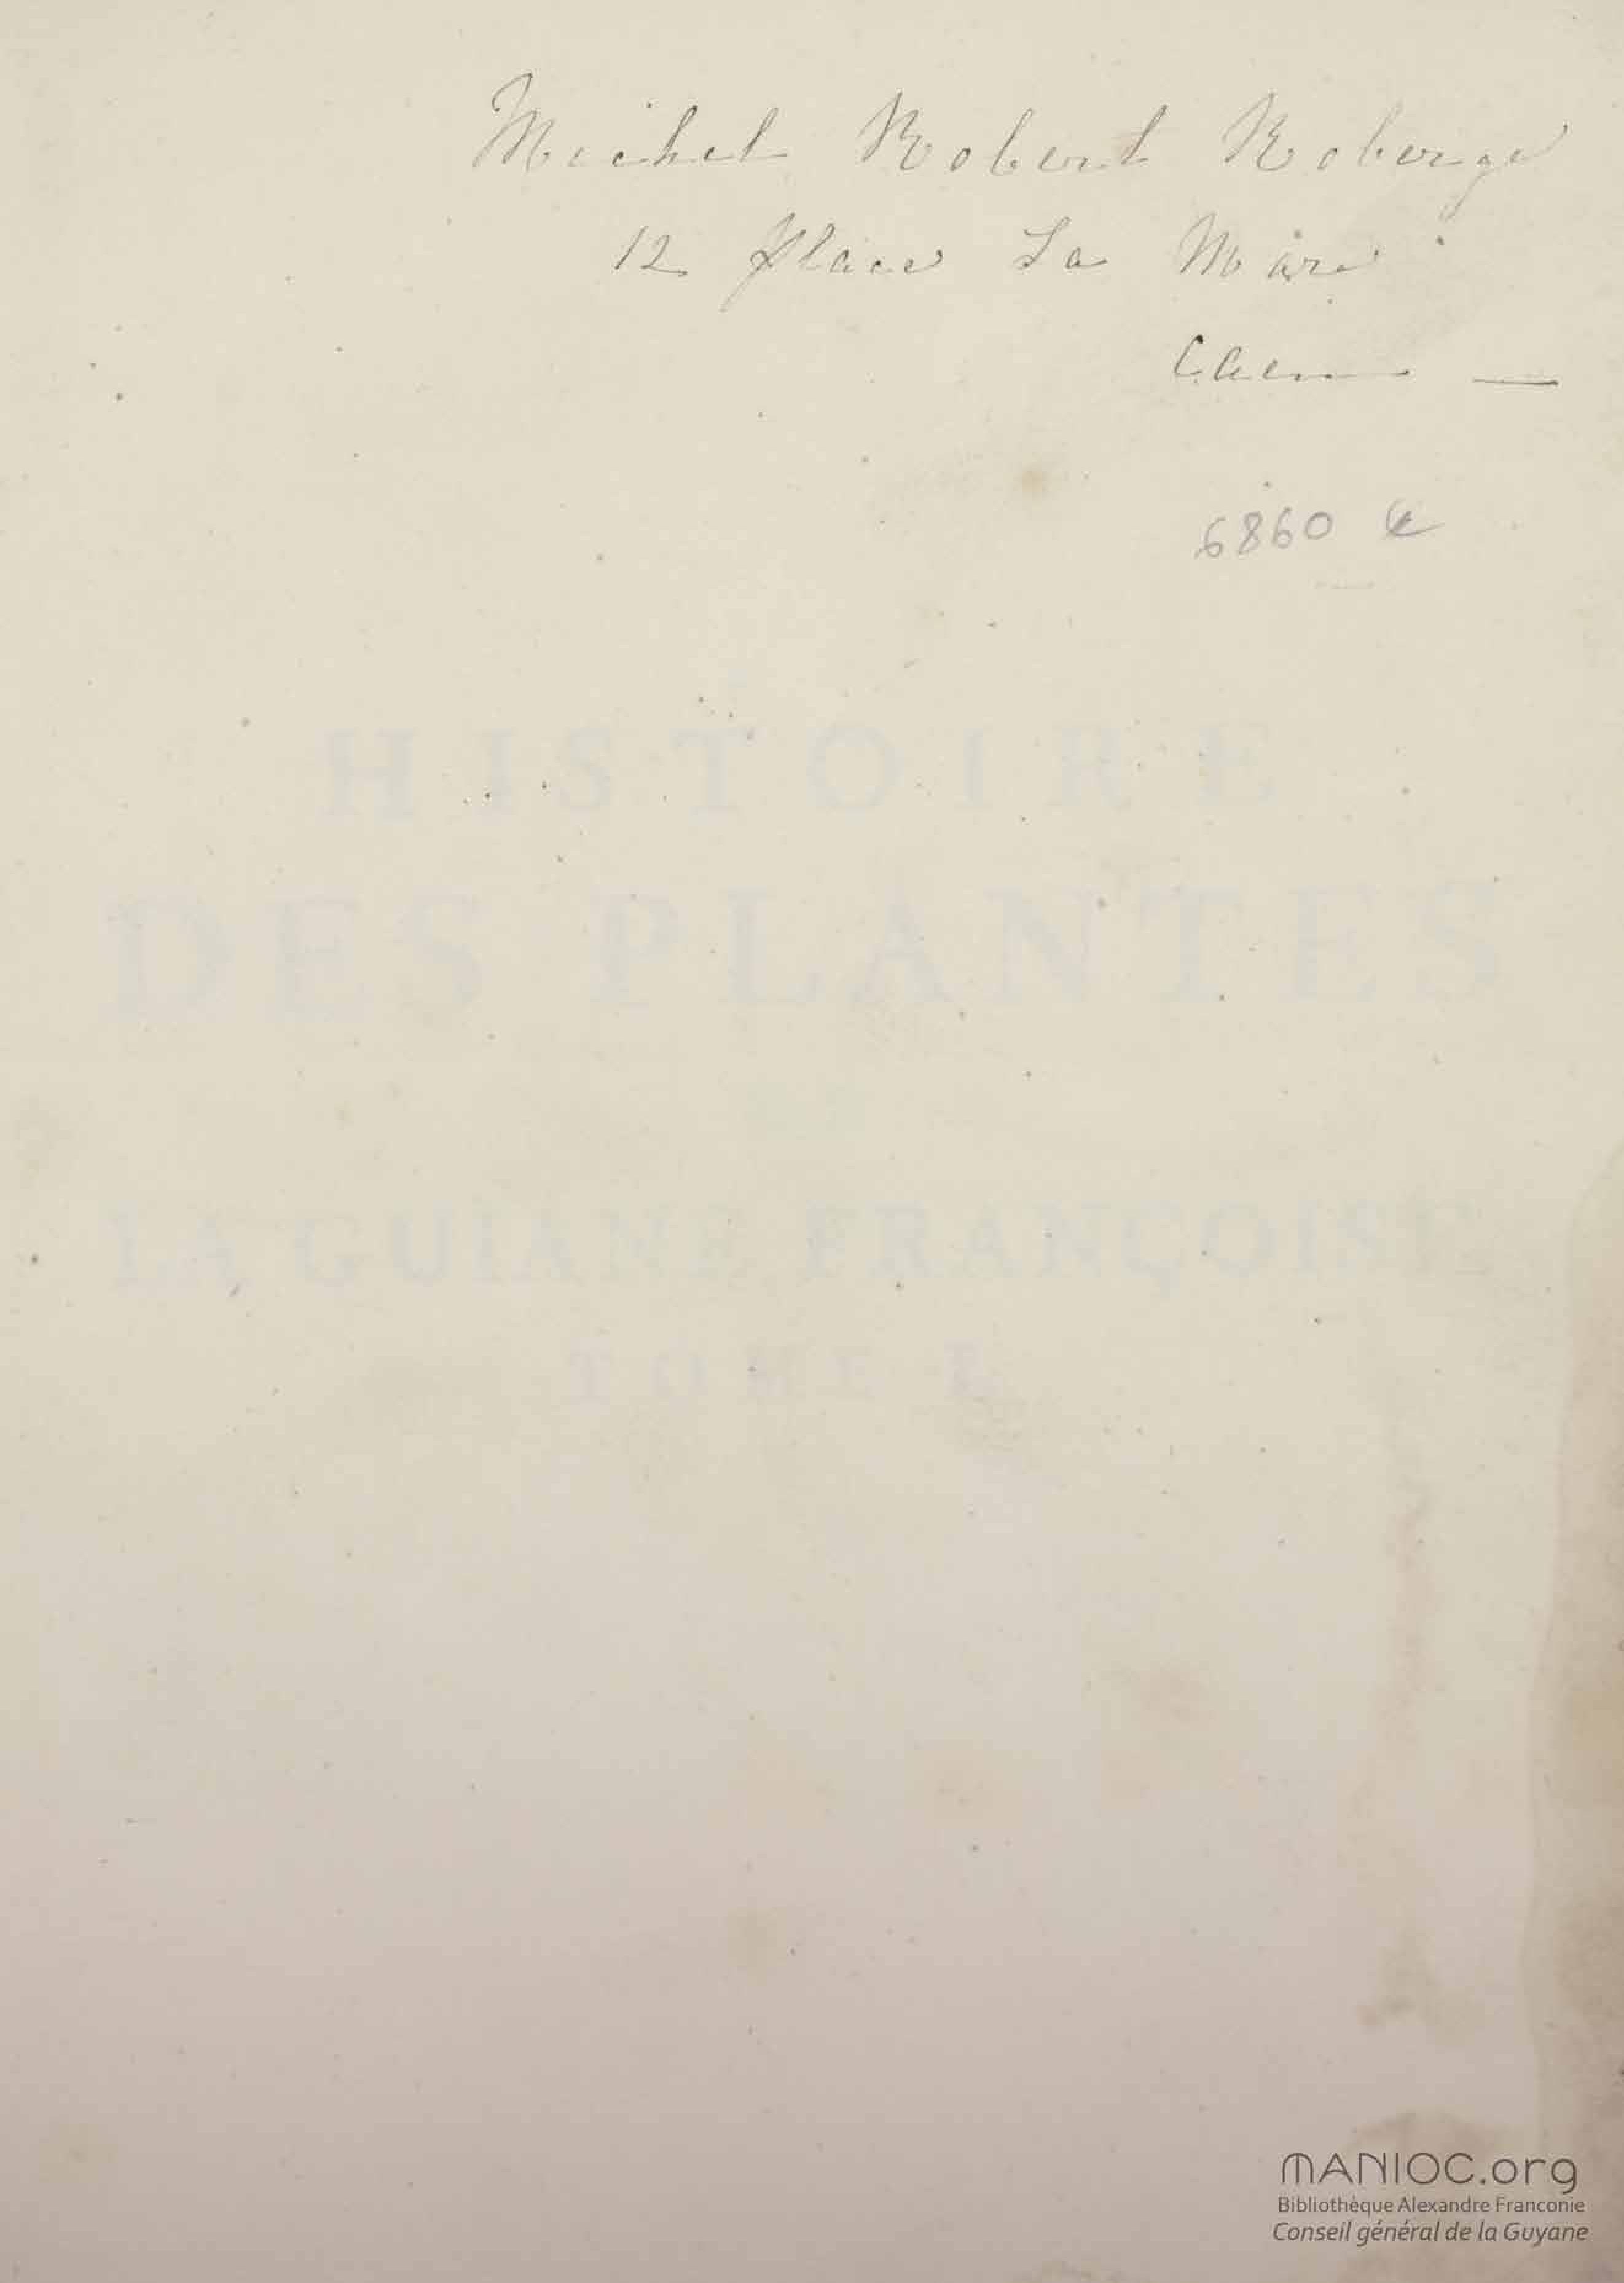 Michel Robert Roberge
12 place La Mare
Caen —
6860
HISTOIRE
DES PLANTES
DE
LA GUIANE FRANÇOISE
TOME I.
MANIOC.org
Bibliothèque Alexandre Franconie
Conseil général de la Guyane